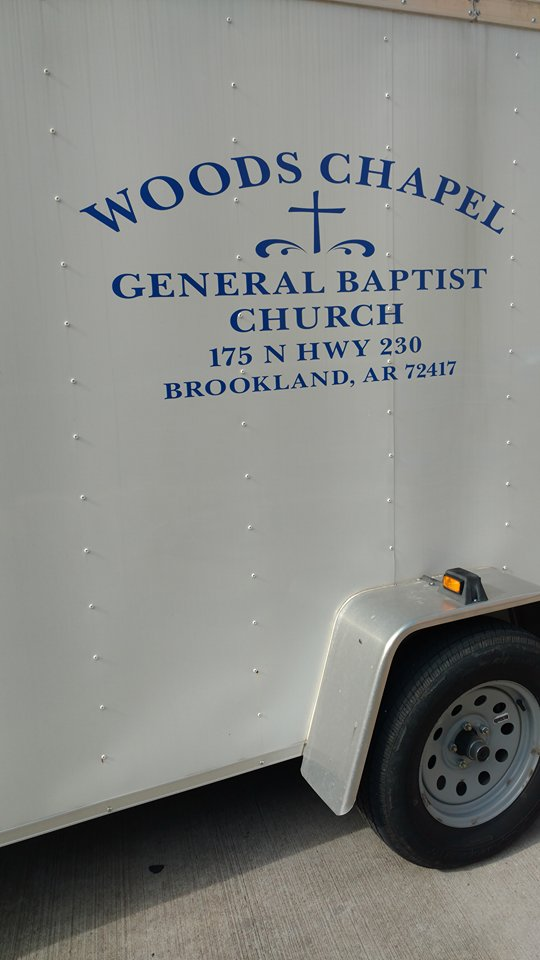 WOODS CHAPEL
GENERAL BAPTIST
CHURCH
175 N HWY 230
BROOKLAND, AR 72417